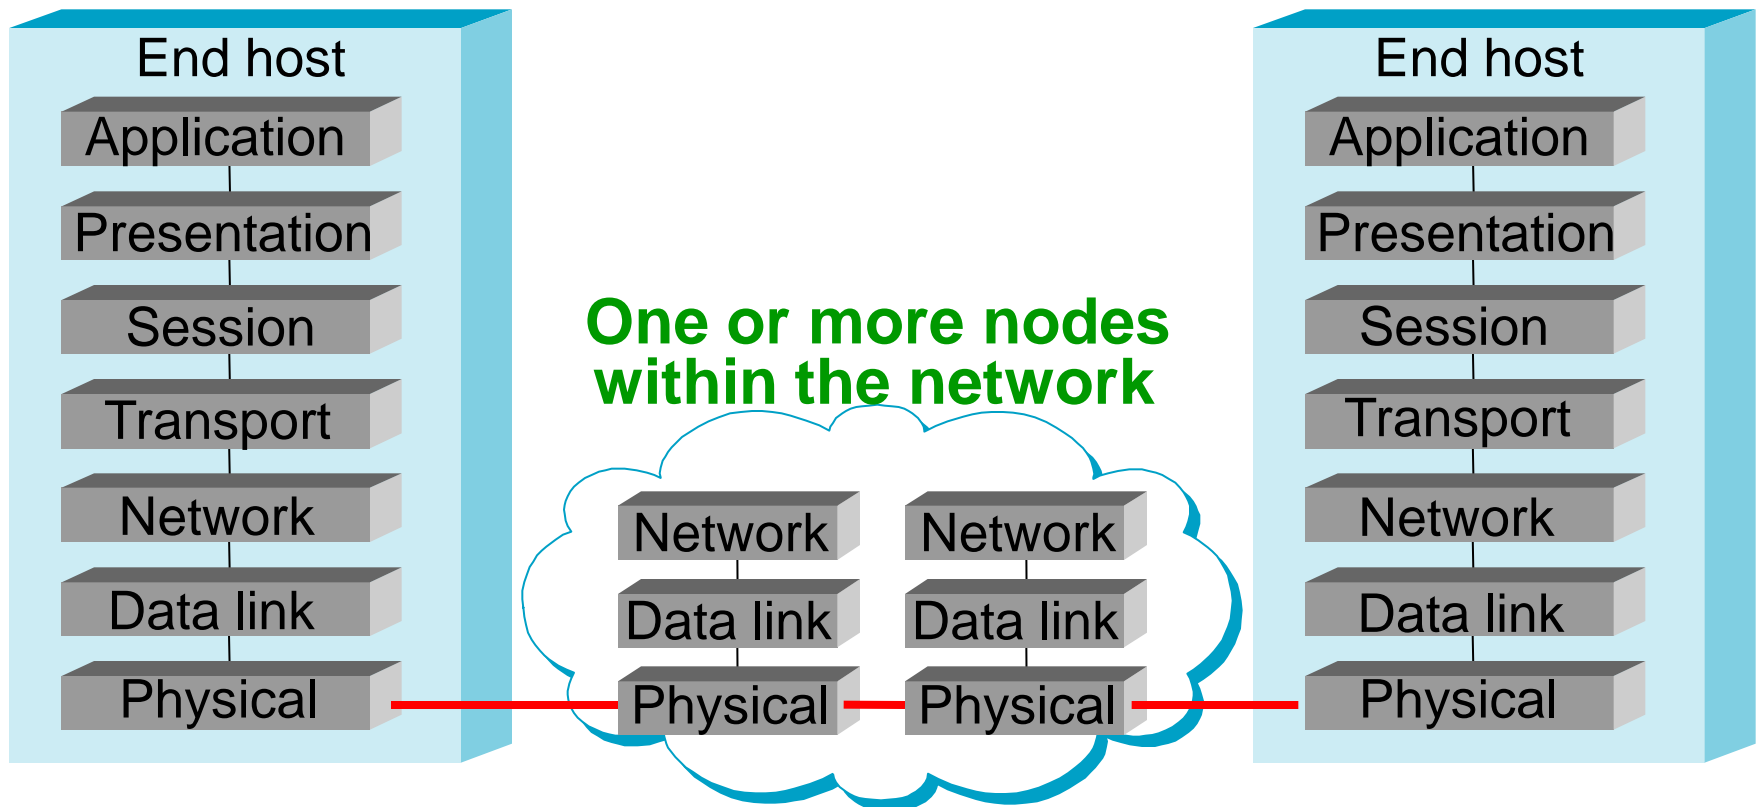 End host
Application
Presentation
Session
Transport
Network
Data link
Physical
One or more nodes
within the network
Network
Data link
Physical
Network
Data link
Physical
End host
Application
Presentation
Session
Transport
Network
Data link
Physical